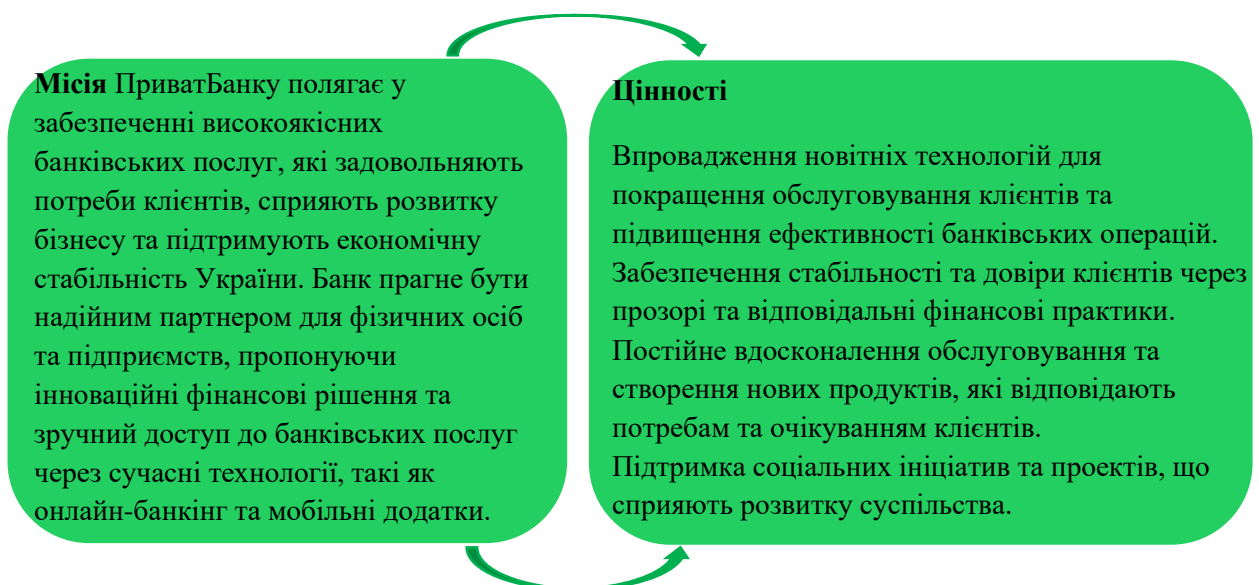 Місія ПриватБанку полягає у
забезпеченні високоякісних
банківських послуг, які задовольняють
потреби клієнтів, сприяють розвитку
бізнесу та підтримують економічну
стабільність України. Банк прагне бути
надійним партнером для фізичних осіб
та підприємств, пропонуючи
інноваційні фінансові рішення та
зручний доступ до банківських послуг
через сучасні технології, такі як
онлайн-банкінг та мобільні додатки.
Цінності
Впровадження новітніх технологій для
покращення обслуговування клієнтів та
підвищення ефективності банківських операцій.
Забезпечення стабільності та довіри клієнтів через
прозорі та відповідальні фінансові практики.
Постійне вдосконалення обслуговування та
створення нових продуктів, які відповідають
потребам та очікуванням клієнтів.
Підтримка соціальних ініціатив та проектів, що
сприяють розвитку суспільства.